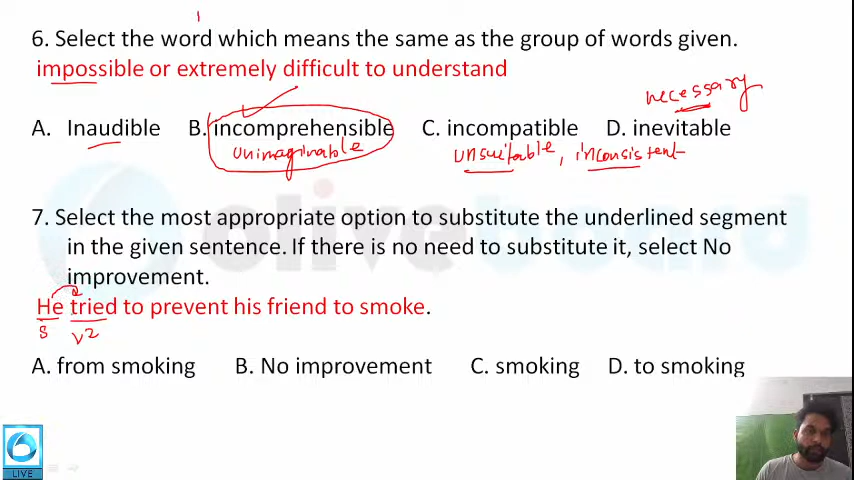 6. Select the word which means the same as the group of words given.
impossible or extremely difficult to understand
necessary
A. Inaudible B. incomprehensible C. incompatible D. inevitable
unimaginable unsuitable, inconsistent
7. Select the most appropriate option to substitute the underlined segment
in the given sentence. If there is no need to substitute it, select No
improvement.
He tried to prevent his friend to smoke.
S V2
A. from smoking B. No improvement C. smoking D. to smoking
oliveboard
LIVE